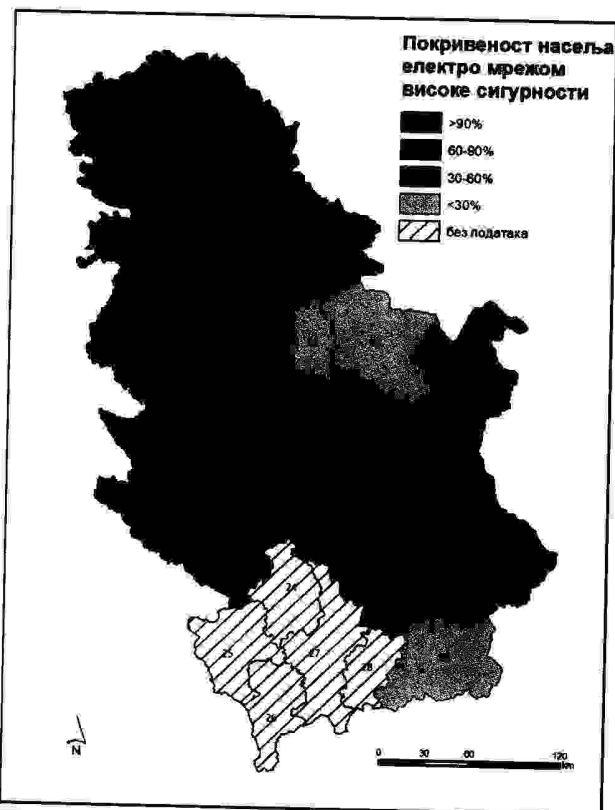 Покривеност насеља
електро мрежом
високе сигурности
>90%
60-90%
30-60%
<30%
без података
24
25
27
28
26
N
0 30 60 120
km